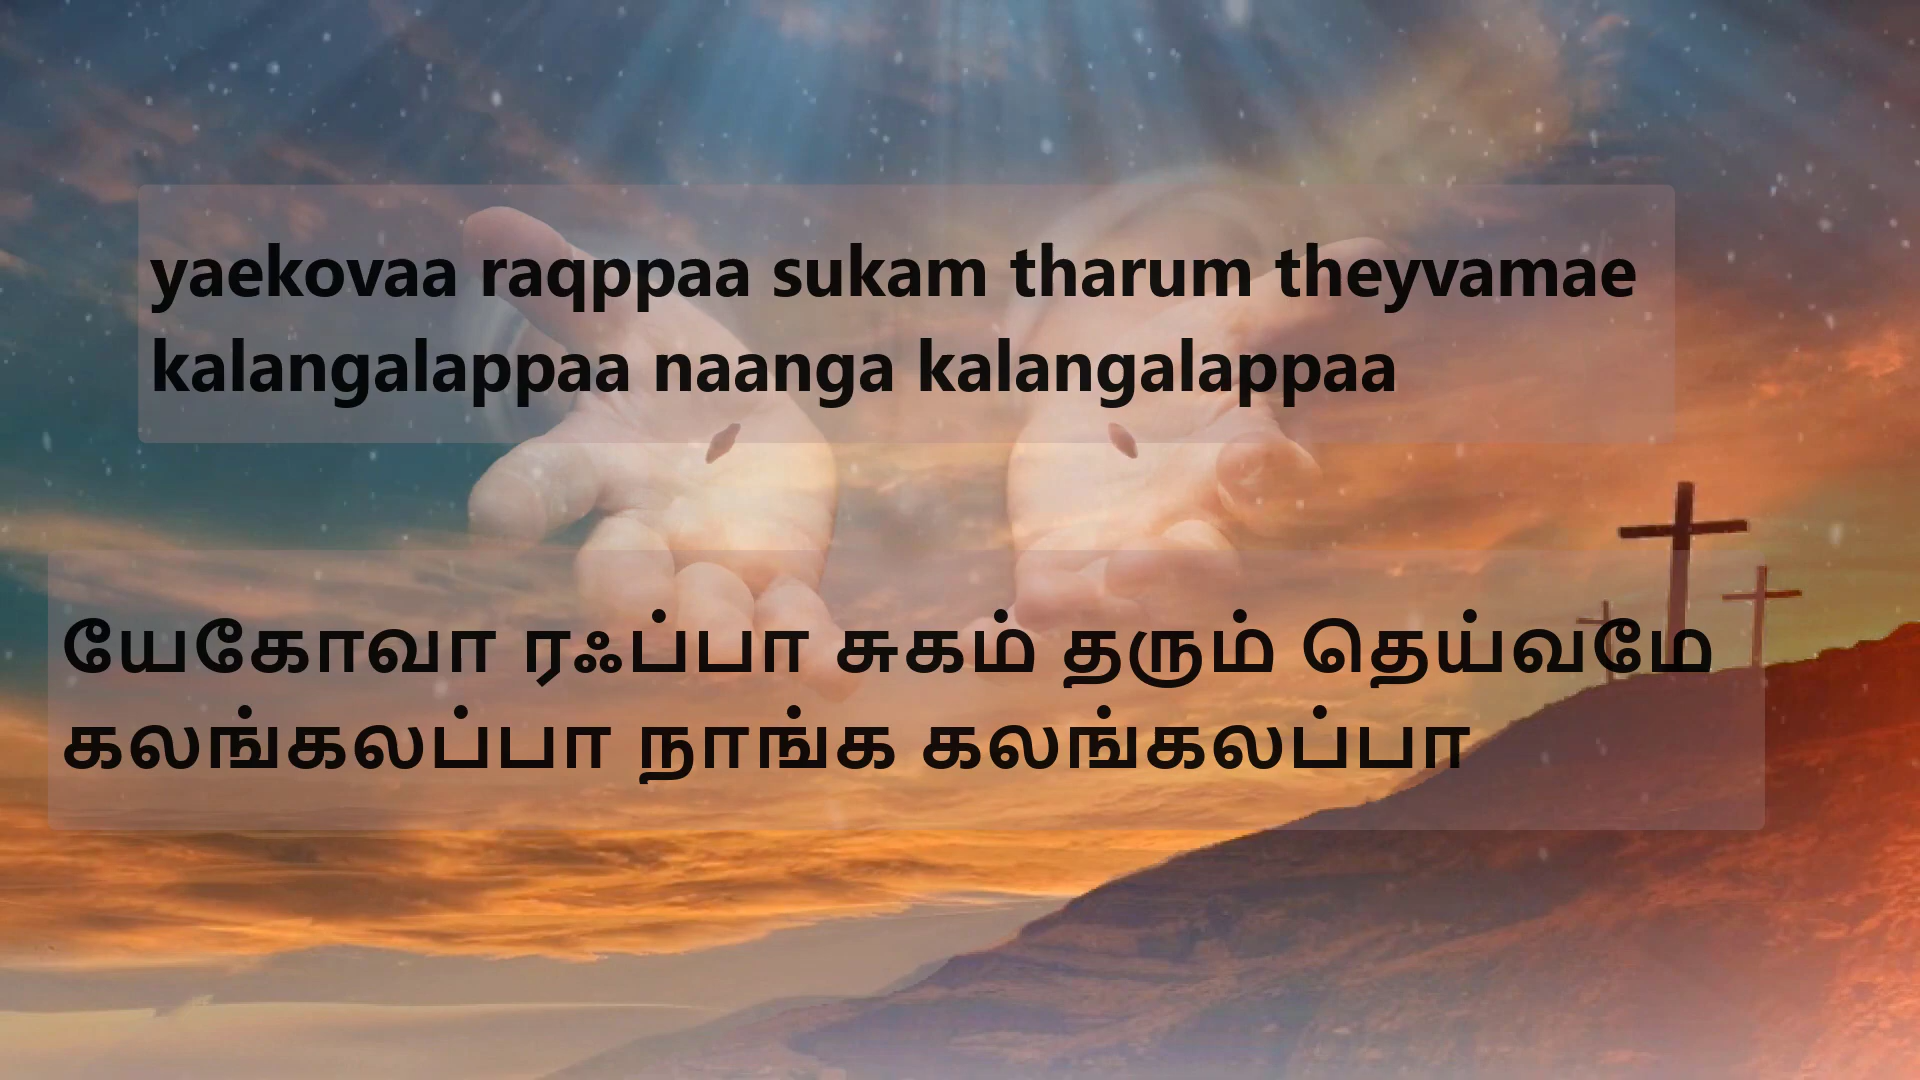 yaekovaa raqppaa sukam tharum theyvamae
kalangalappaa naanga kalangalappaa
யேகோவா ரஃப்பா சுகம் தரும் தெய்வமே
கலங்கலப்பா நாங்க கலங்கலப்பா